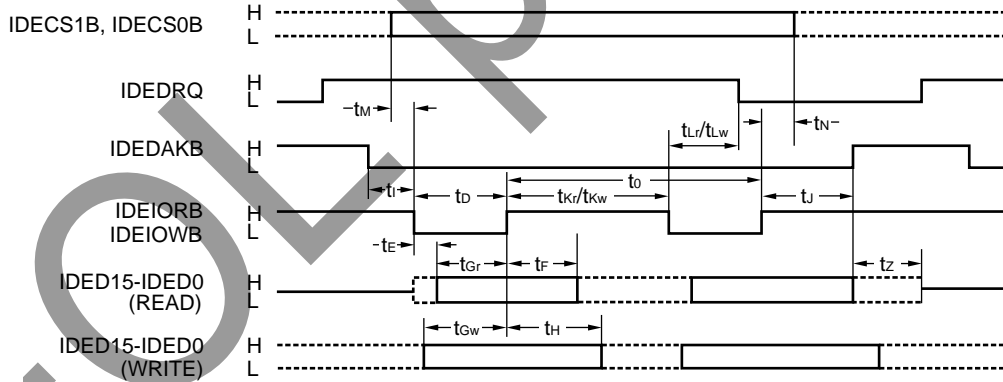 IDECS1B, IDECS0B H
L
IDEDRQ H
L
tM
tN
tLr/tLw
IDEDAKB H
L
tI
tD
t0
tKr/tKw
tJ
IDEIORB H
IDEIOWB L
tE
tGr
tF
tZ
IDED15-IDED0 H
(READ) L
tGw
tH
IDED15-IDED0 H
(WRITE) L